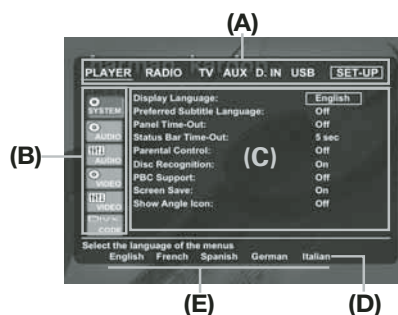 (A)
harman kardon
PLAYER RADIO TV AUX D. IN USB SET-UP
SYSTEM
AUDIO
AUDIO
VIDEO
VIDEO
CODE
(B)
(C)
Display Language: English
Preferred Subtitle Language: Off
Panel Time-Out: Off
Status Bar Time-Out: 5 sec
Parental Control: Off
Disc Recognition: On
PBC Support: Off
Screen Save: On
Show Angle Icon: Off
Select the language of the menus
English French Spanish German Italian
(E)
(D)